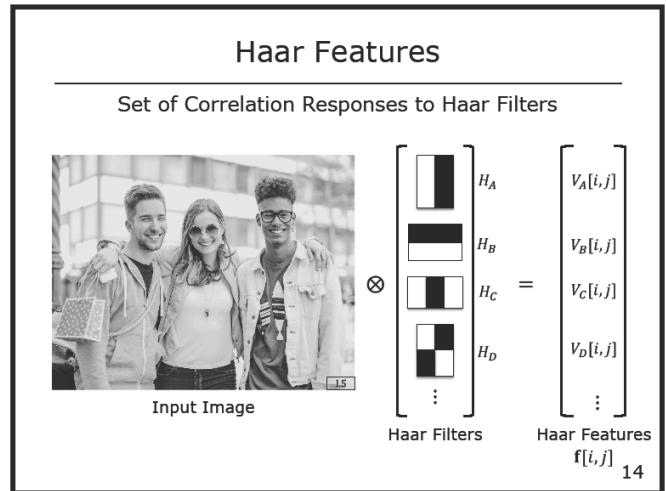 Haar Features
Set of Correlation Responses to Haar Filters
H_A
V_A[i,j]
H_B
V_B[i,j]
⊗
H_C
=
V_C[i,j]
H_D
V_D[i,j]
⋮
⋮
1.5
Input Image
Haar Filters
Haar Features
f[i,j]
14